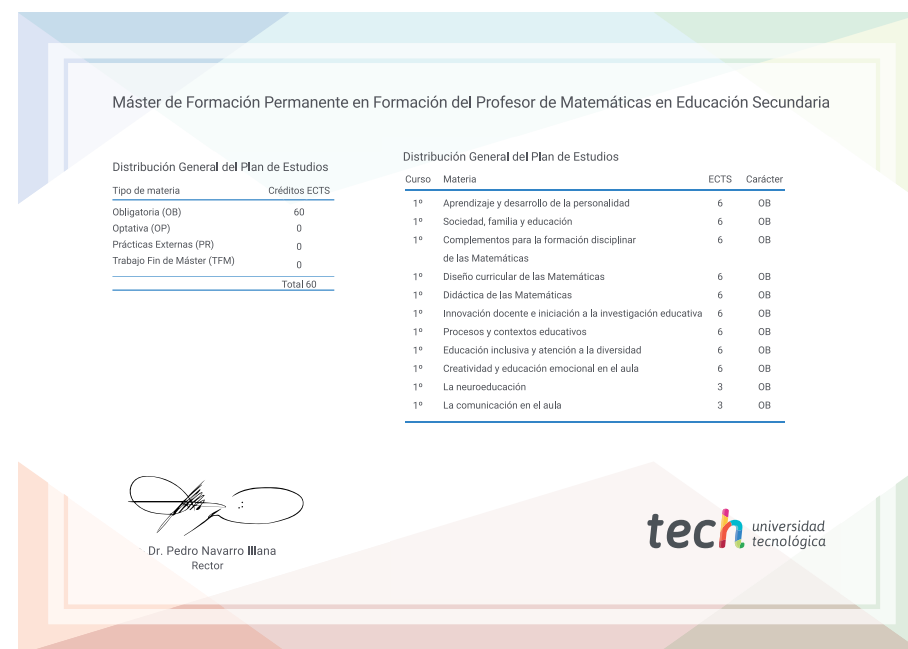 Máster de Formación Permanente en Formación del Profesor de Matemáticas en Educación Secundaria
Distribución General del Plan de Estudios
Tipo de materia Créditos ECTS
Obligatoria (OB) 60
Optativa (OP) 0
Prácticas Externas (PR) 0
Trabajo Fin de Máster (TFM) 0
Total 60
Distribución General del Plan de Estudios
Curso Materia ECTS Carácter
1º Aprendizaje y desarrollo de la personalidad 6 OB
1º Sociedad, familia y educación 6 OB
1º Complementos para la formación disciplinar 6 OB
de las Matemáticas
1º Diseño curricular de las Matemáticas 6 OB
1º Didáctica de las Matemáticas 6 OB
1º Innovación docente e iniciación a la investigación educativa 6 OB
1º Procesos y contextos educativos 6 OB
1º Educación inclusiva y atención a la diversidad 6 OB
1º Creatividad y educación emocional en el aula 6 OB
1º La neuroeducación 3 OB
1º La comunicación en el aula 3 OB
Dr. Pedro Navarro Illana
Rector
tech universidad
tecnológica